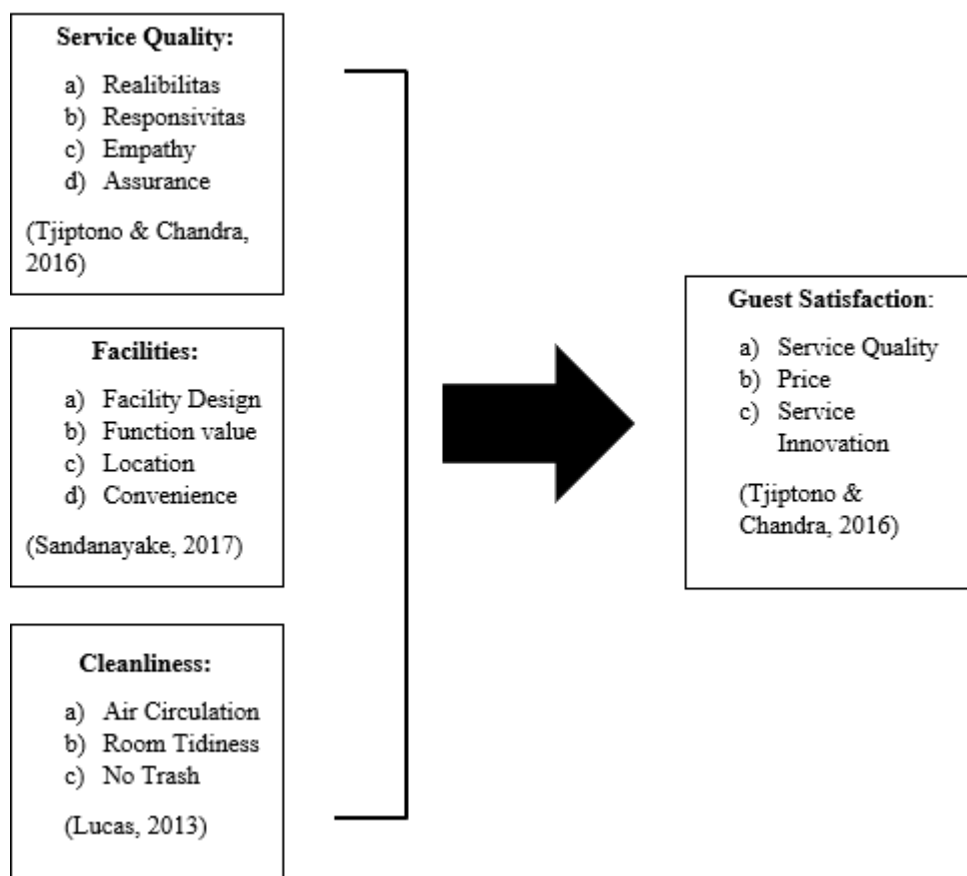 Service Quality:
a) Realibilitas
b) Responsivitas
c) Empathy
d) Assurance
(Tjiptono & Chandra,
2016)
Facilities:
a) Facility Design
b) Function value
c) Location
d) Convenience
(Sandanayake, 2017)
Cleanliness:
a) Air Circulation
b) Room Tidiness
c) No Trash
(Lucas, 2013)
Guest Satisfaction:
a) Service Quality
b) Price
c) Service
Innovation
(Tjiptono &
Chandra, 2016)